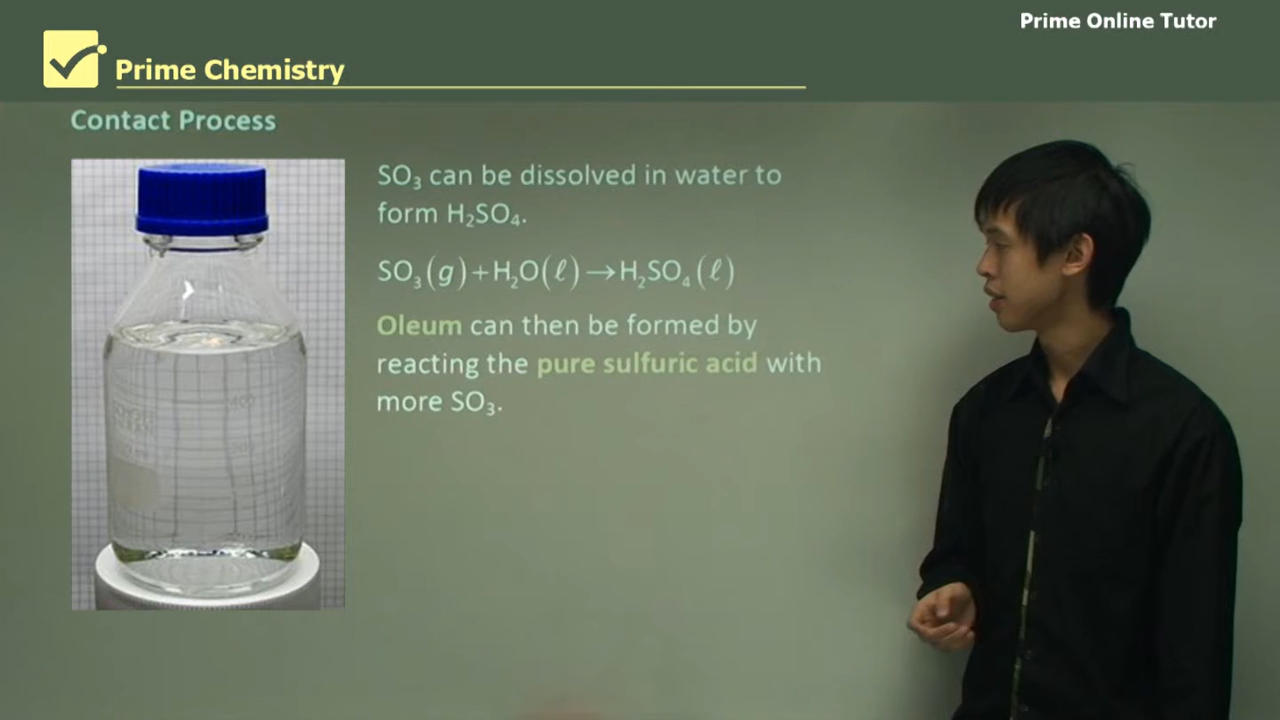 Prime Online Tutor
Prime Chemistry
Contact Process
SO₃ can be dissolved in water to
form H₂SO₄.
SO₃(g)+H₂O(ℓ)→H₂SO₄(ℓ)
Oleum can then be formed by
reacting the pure sulfuric acid with
more SO₃.